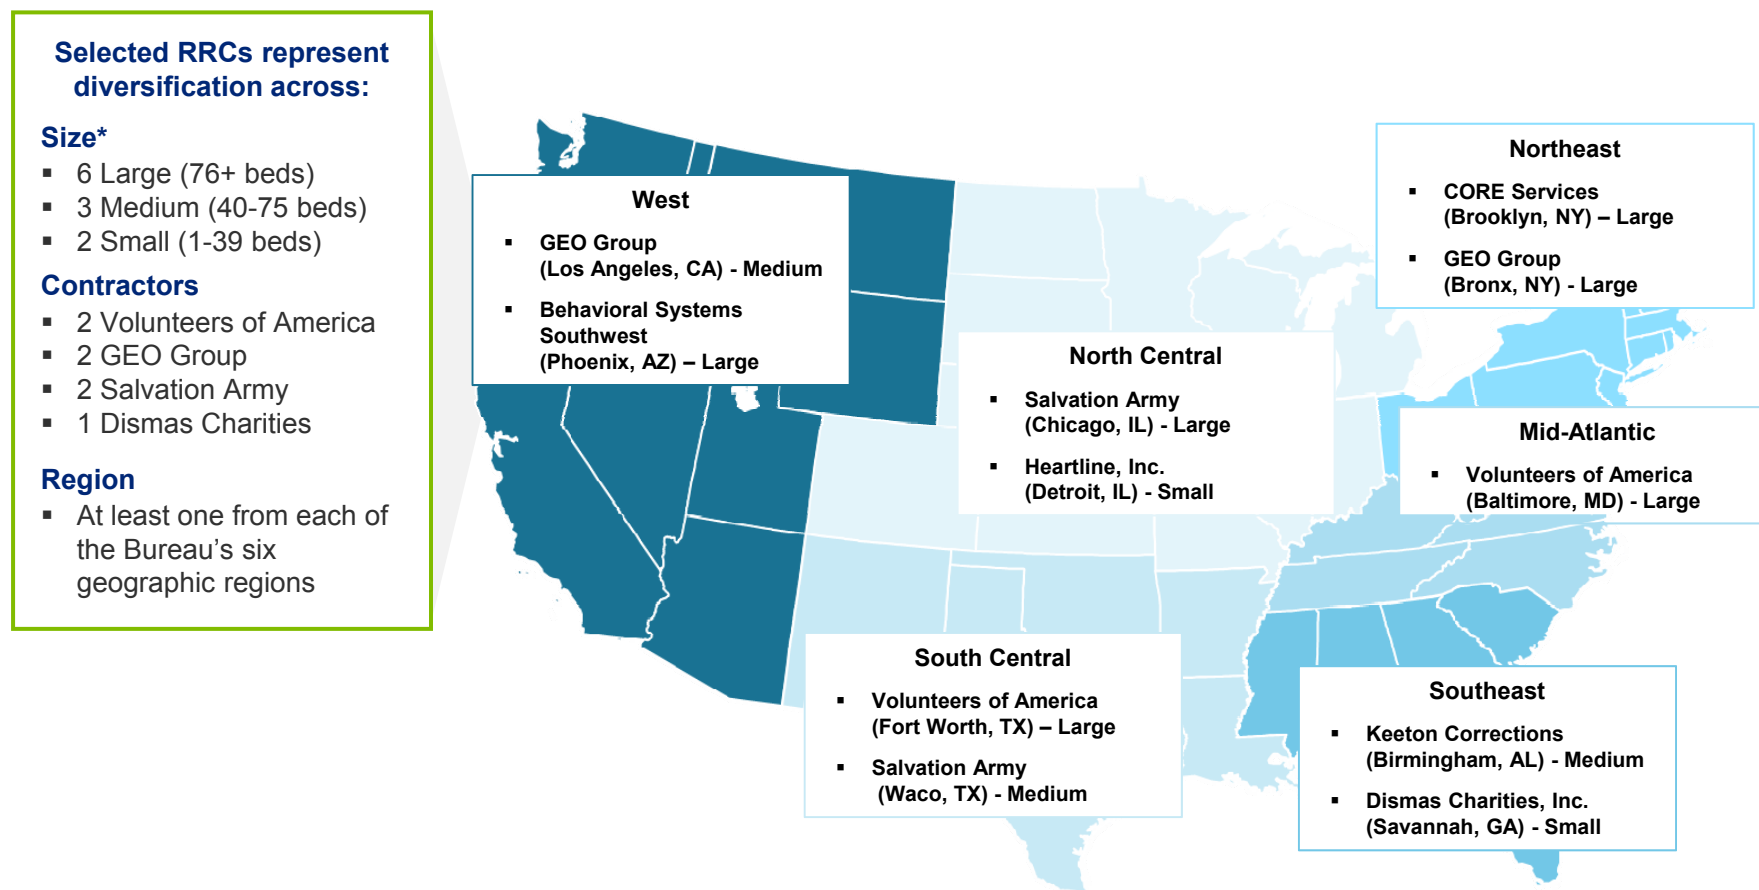 Selected RRCs represent
diversification across:
Size*
▪ 6 Large (76+ beds)
▪ 3 Medium (40-75 beds)
▪ 2 Small (1-39 beds)
Contractors
▪ 2 Volunteers of America
▪ 2 GEO Group
▪ 2 Salvation Army
▪ 1 Dismas Charities
Region
▪ At least one from each of
the Bureau’s six
geographic regions
West
▪ GEO Group
(Los Angeles, CA) - Medium
▪ Behavioral Systems
Southwest
(Phoenix, AZ) – Large
North Central
▪ Salvation Army
(Chicago, IL) - Large
▪ Heartline, Inc.
(Detroit, IL) - Small
Northeast
▪ CORE Services
(Brooklyn, NY) – Large
▪ GEO Group
(Bronx, NY) - Large
Mid-Atlantic
▪ Volunteers of America
(Baltimore, MD) - Large
South Central
▪ Volunteers of America
(Fort Worth, TX) – Large
▪ Salvation Army
(Waco, TX) - Medium
Southeast
▪ Keeton Corrections
(Birmingham, AL) - Medium
▪ Dismas Charities, Inc.
(Savannah, GA) - Small